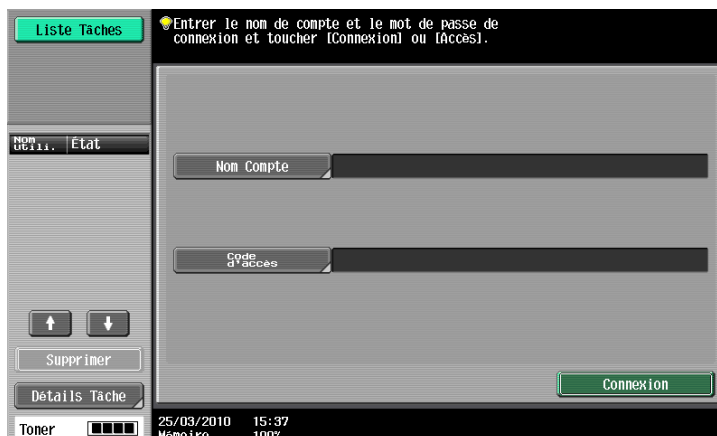 Liste Tâches
Entrer le nom de compte et le mot de passe de
connexion et toucher [Connexion] ou [Accès].
Nom
utili.
État
Nom Compte
Code
d'accès
Supprimer
Détails Tâche
Connexion
Toner
25/03/2010 15:37
Mémoire 100%